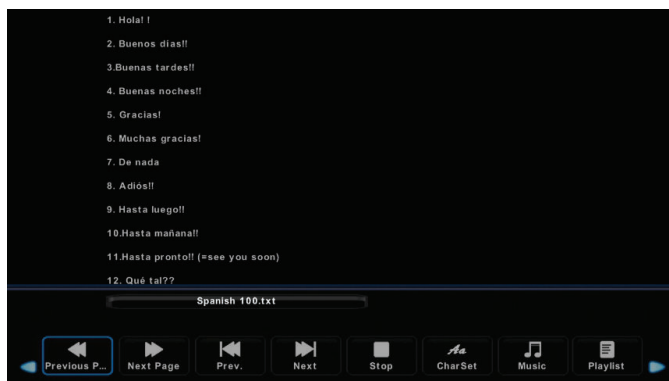 1. Hola! !
2. Buenos días!!
3.Buenas tardes!!
4. Buenas noches!!
5. Gracias!
6. Muchas gracias!
7. De nada
8. Adiós!!
9. Hasta luego!!
10.Hasta mañana!!
11.Hasta pronto!! (=see you soon)
12. Qué tal??
Spanish 100.txt
Previous P... Next Page Prev. Next Stop CharSet Music Playlist